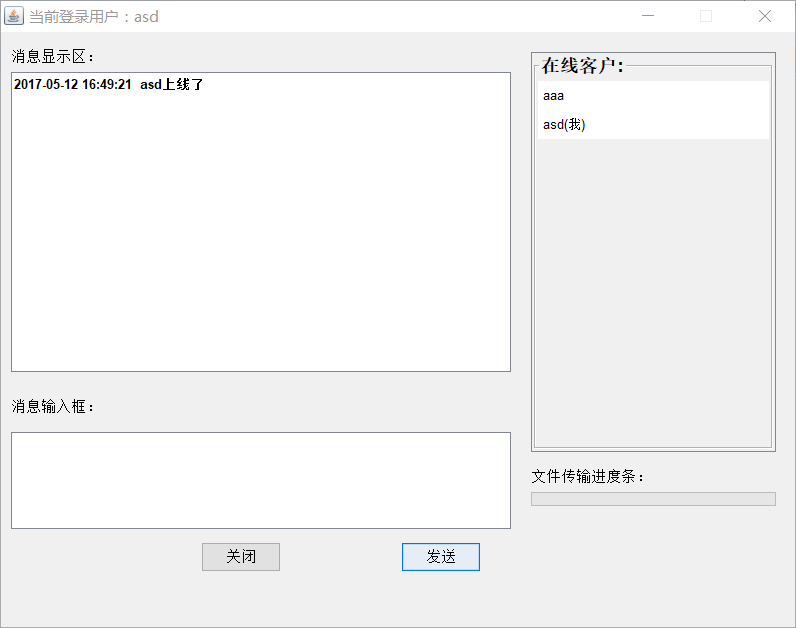 当前登录用户：asd
消息显示区：
2017-05-12 16:49:21  asd上线了
在线客户:
aaa
asd(我)
消息输入框：
文件传输进度条：
关闭
发送